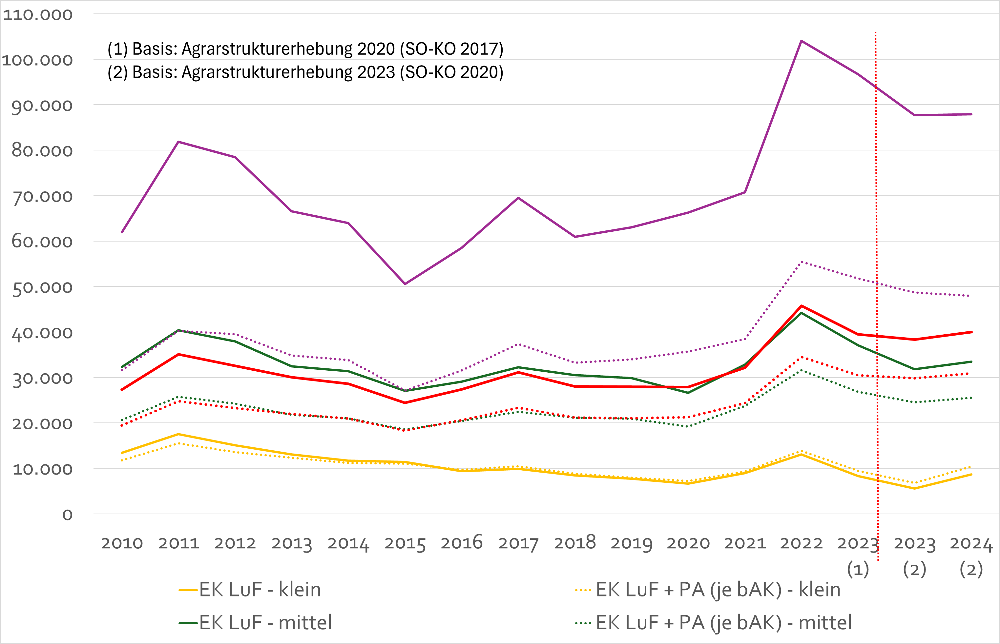 110.000
(1) Basis: Agrarstrukturerhebung 2020 (SO-KO 2017)
100.000
(2) Basis: Agrarstrukturerhebung 2023 (SO-KO 2020)
90.000
80.000
70.000
60.000
50.000
40.000
30.000
20.000
10.000
0
2010 2011 2012 2013 2014 2015 2016 2017 2018 2019 2020 2021 2022 2023 2023 2024
(1) (2) (2)
EK LuF - klein EK LuF + PA (je bAK) - klein
EK LuF - mittel EK LuF + PA (je bAK) - mittel